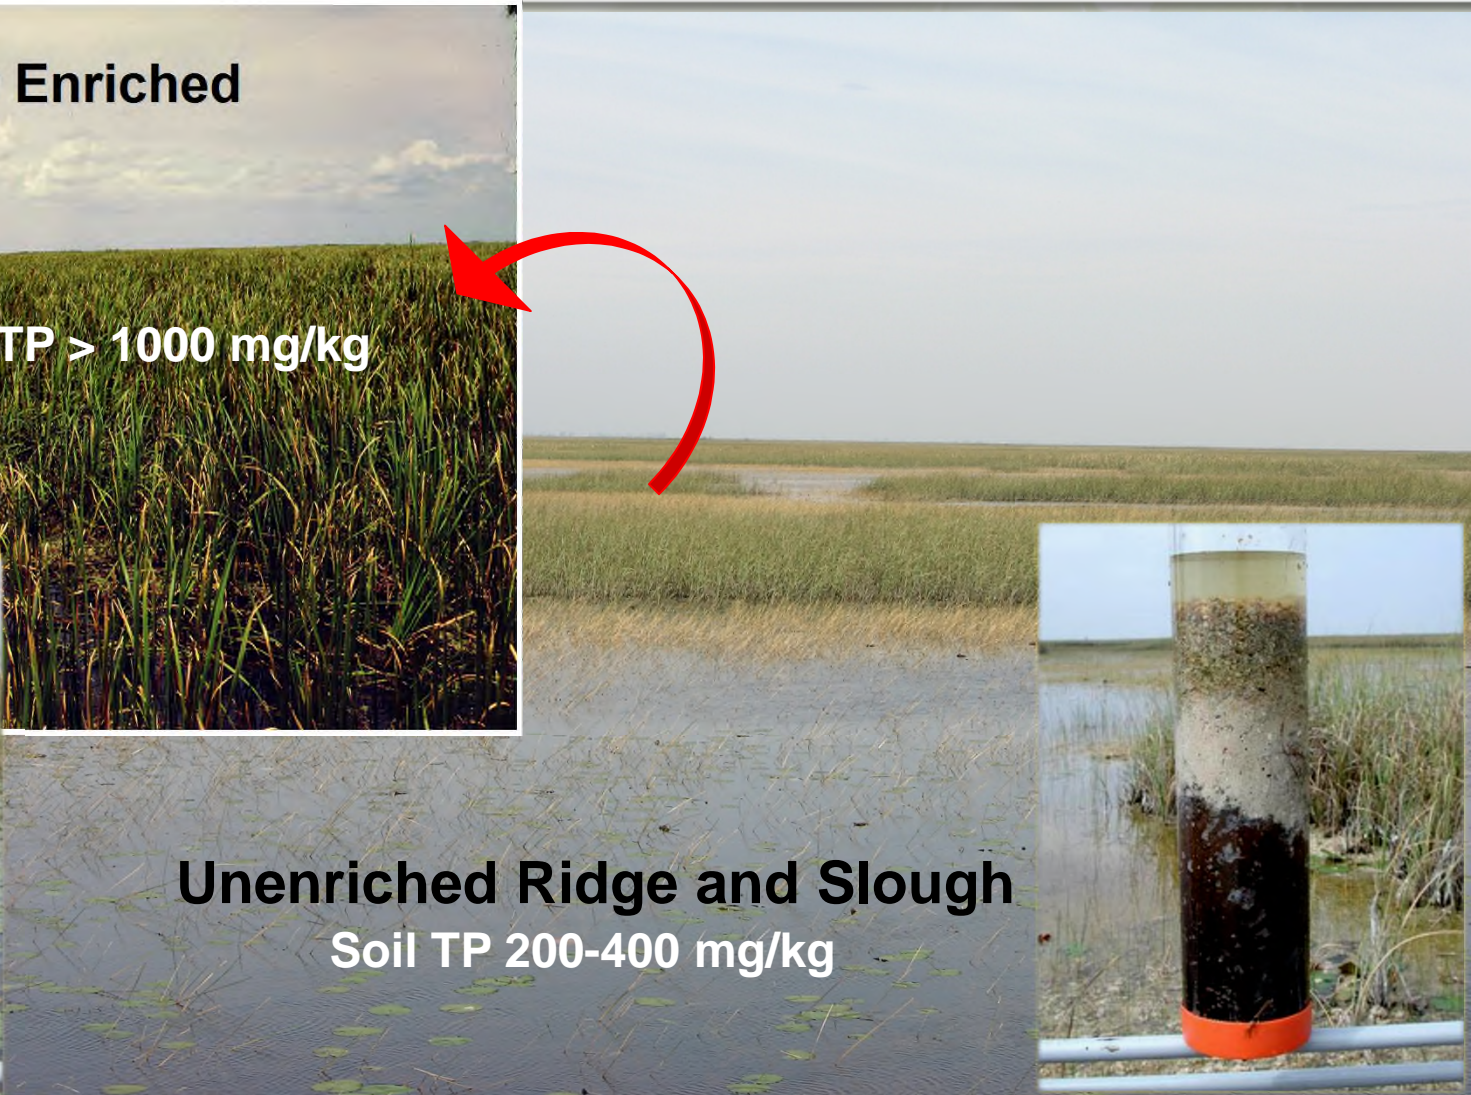 Enriched
TP > 1000 mg/kg
Unenriched Ridge and Slough
Soil TP 200-400 mg/kg